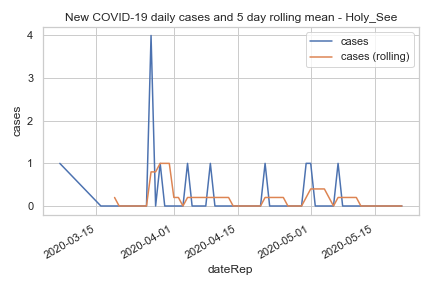 New COVID-19 daily cases and 5 day rolling mean - Holy_See
cases
cases (rolling)
4
3
2
1
0
cases
2020-03-15
2020-04-01
2020-04-15
2020-05-01
2020-05-15
dateRep